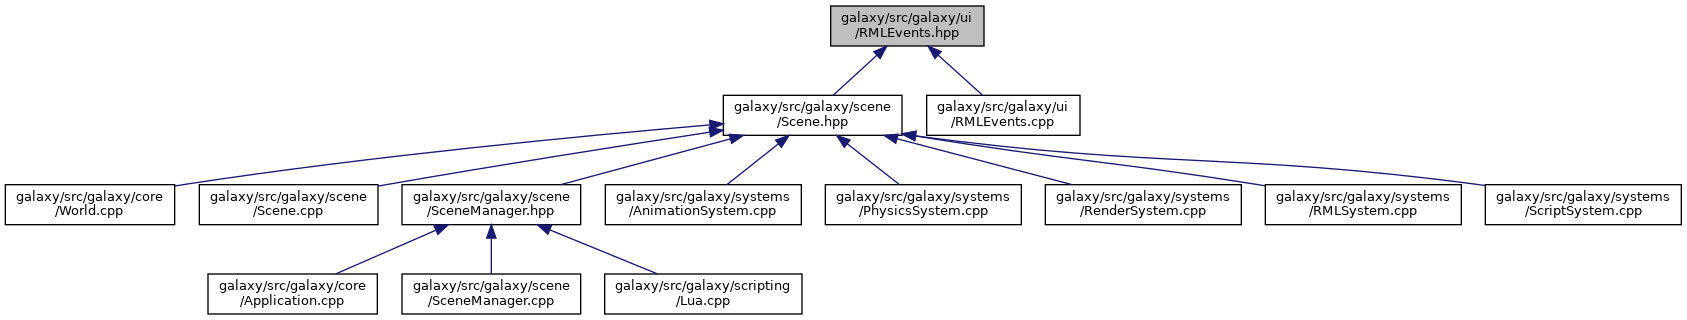 galaxy/src/galaxy/ui
/RMLEvents.hpp
galaxy/src/galaxy/scene
/Scene.hpp
galaxy/src/galaxy/ui
/RMLEvents.cpp
galaxy/src/galaxy/core
/World.cpp
galaxy/src/galaxy/scene
/Scene.cpp
galaxy/src/galaxy/scene
/SceneManager.hpp
galaxy/src/galaxy/systems
/AnimationSystem.cpp
galaxy/src/galaxy/systems
/PhysicsSystem.cpp
galaxy/src/galaxy/systems
/RenderSystem.cpp
galaxy/src/galaxy/systems
/RMLSystem.cpp
galaxy/src/galaxy/systems
/ScriptSystem.cpp
galaxy/src/galaxy/core
/Application.cpp
galaxy/src/galaxy/scene
/SceneManager.cpp
galaxy/src/galaxy/scripting
/Lua.cpp